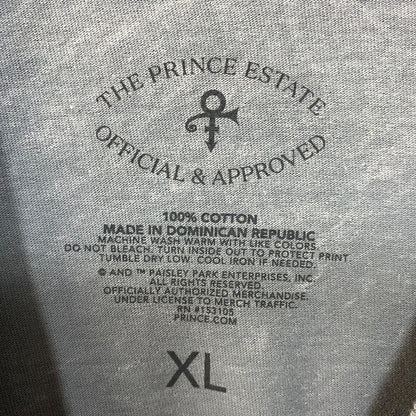 THE PRINCE ESTATE
OFFICIAL & APPROVED
100% COTTON
MADE IN DOMINICAN REPUBLIC
MACHINE WASH WARM WITH LIKE COLORS.
DO NOT BLEACH. TURN INSIDE OUT TO PROTECT PRINT.
TUMBLE DRY LOW. COOL IRON IF NEEDED.
© AND ™ PAISLEY PARK ENTERPRISES, INC.
ALL RIGHTS RESERVED.
OFFICIALLY AUTHORIZED MERCHANDISE.
UNDER LICENSE TO MERCH TRAFFIC.
RN #153105
PRINCE.COM
XL